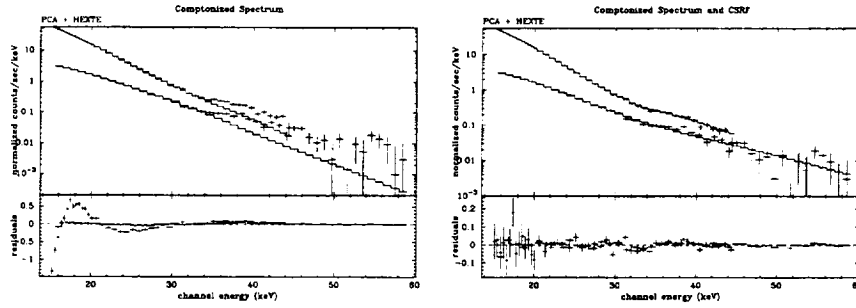 Comptonized Spectrum
PCA + HEXTE
normalized counts/sec/keV
10
1
0.1
0.01
10⁻³
residuals
0.5
0
-0.5
-1
20
30
40
50
60
channel energy (keV)
Comptonized Spectrum and CSRF
PCA + HEXTE
normalized counts/sec/keV
10
1
0.1
0.01
10⁻³
residuals
0.2
0.1
0
-0.1
20
30
40
50
60
channel energy (keV)